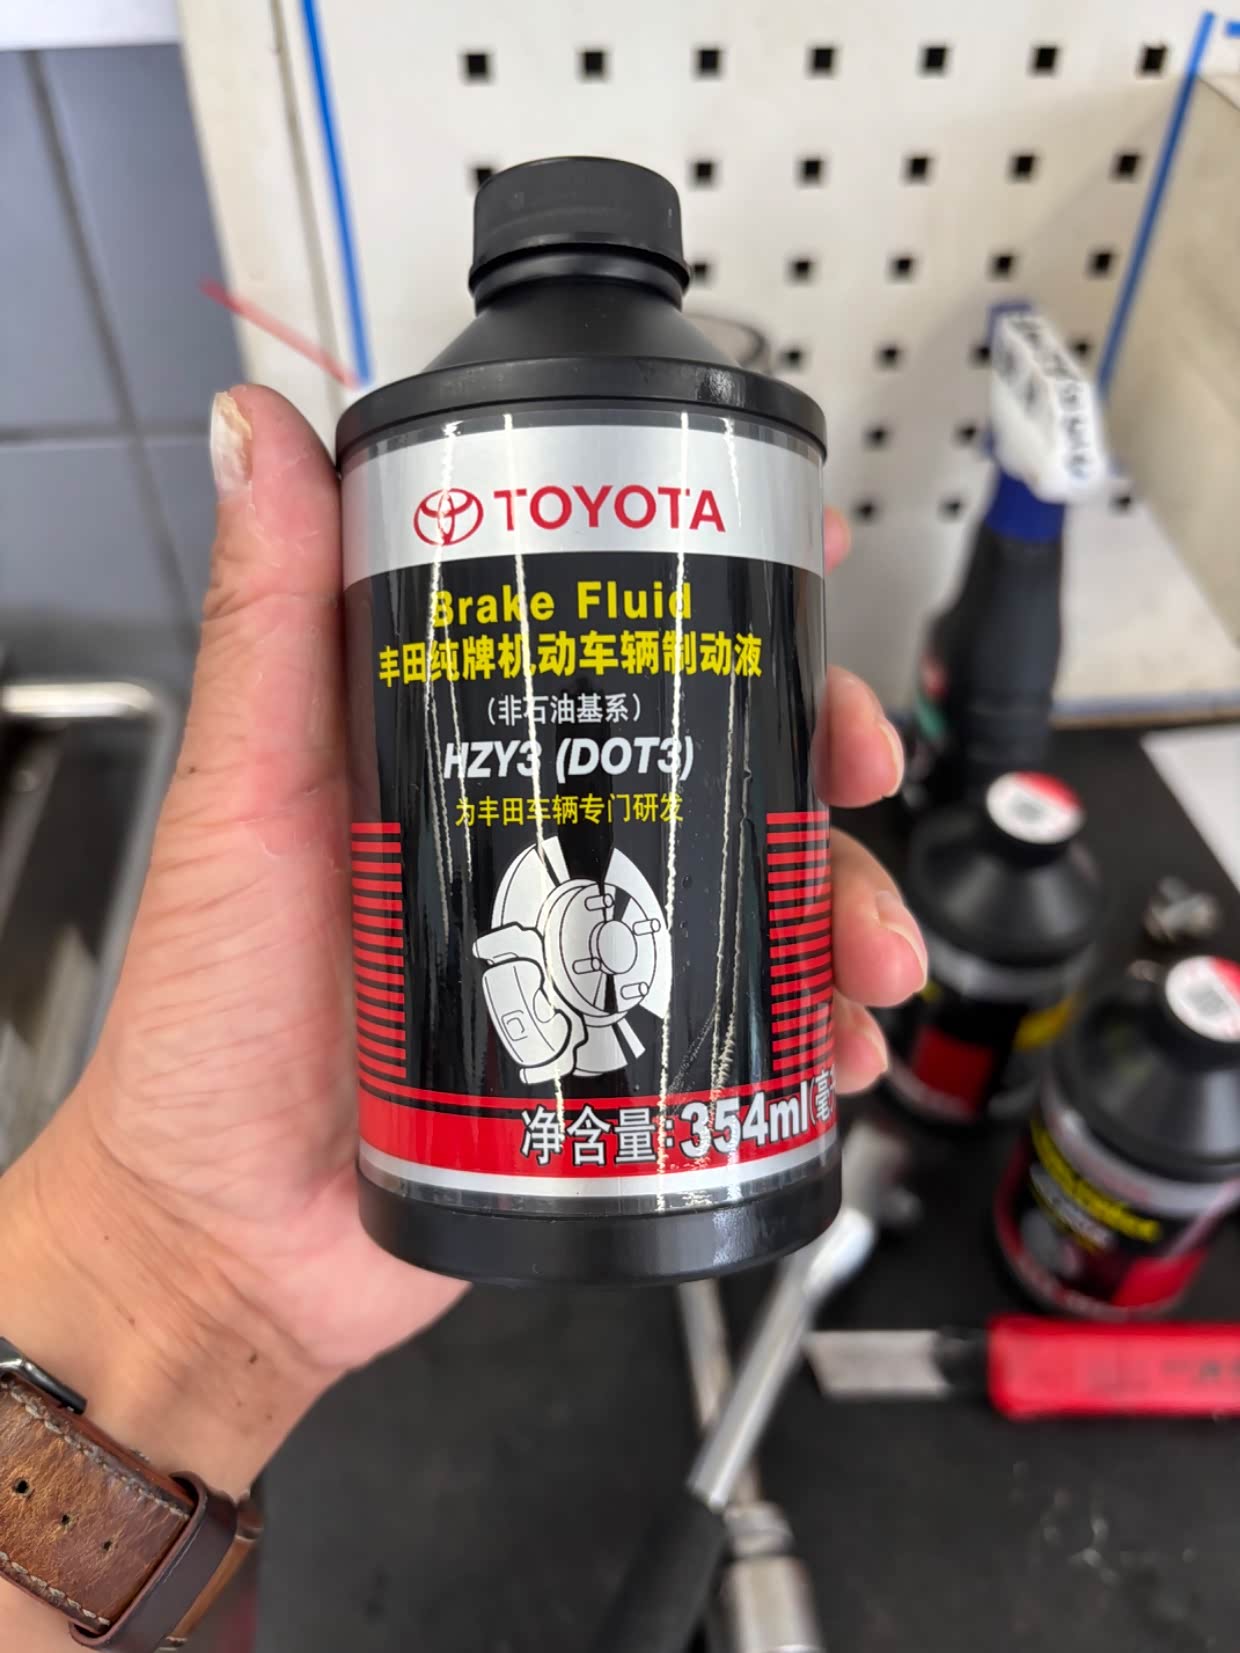 TOYOTA
Brake Fluid
丰田纯牌机动车辆制动液
（非石油基系）
HZY3 (DOT3)
为丰田车辆专门研发
净含量:354ml(毫